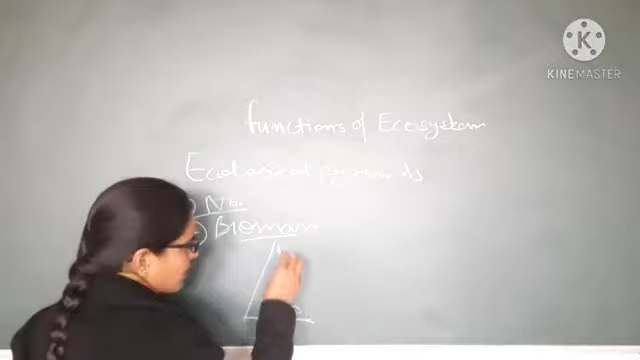 K
KINEMASTER
functions of Ecosystem
Ecological pyramids
) No.
) Biomass